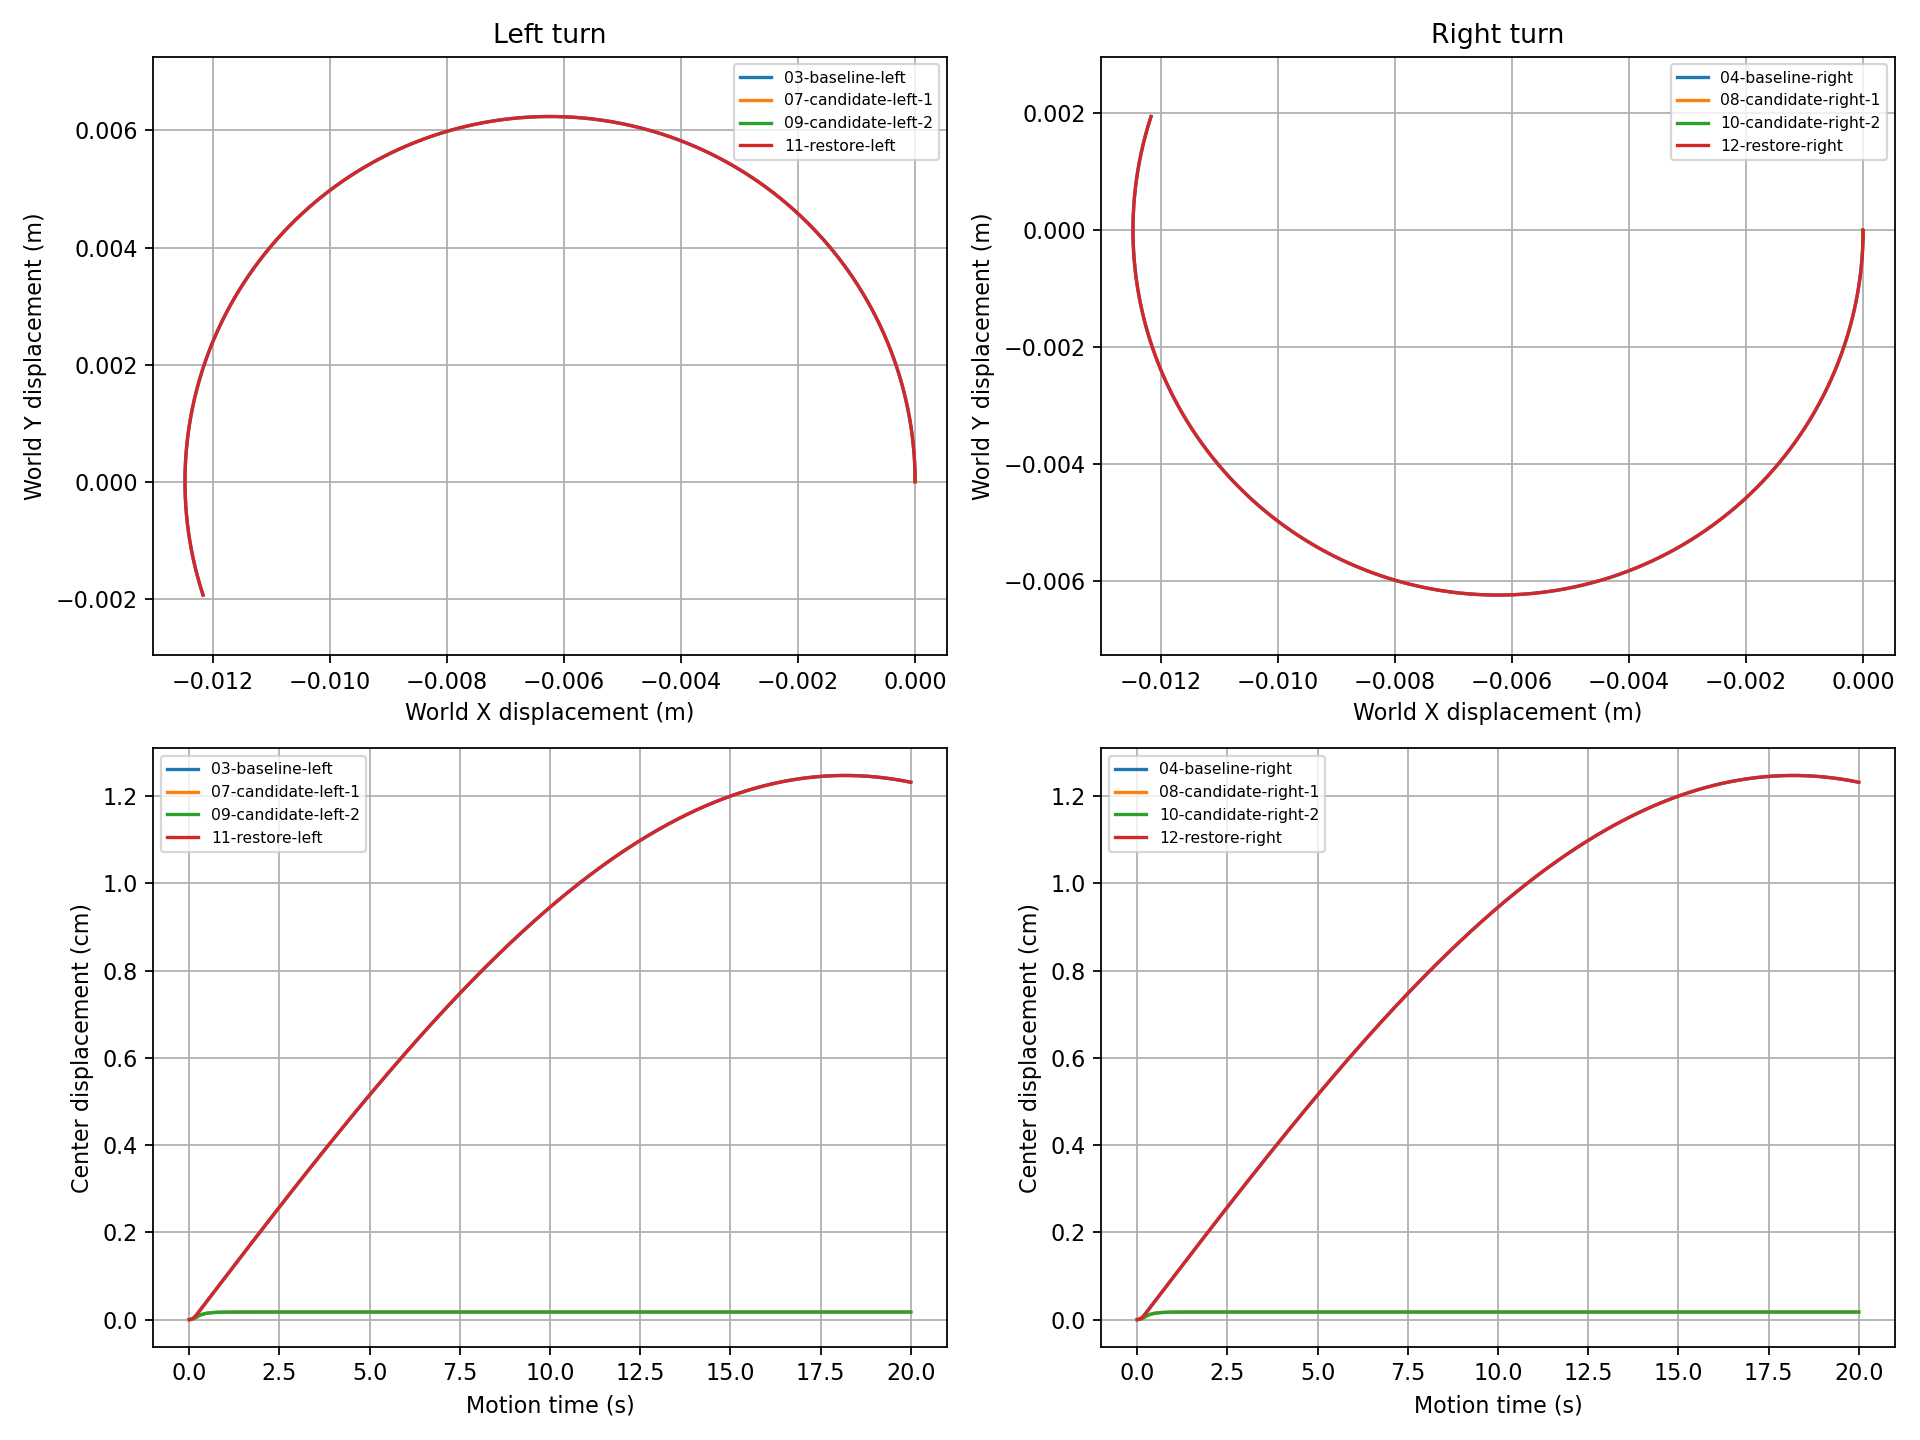 Left turn
03-baseline-left
07-candidate-left-1
09-candidate-left-2
11-restore-left
0.006
0.004
0.002
0.000
−0.002
World Y displacement (m)
−0.012
−0.010
−0.008
−0.006
−0.004
−0.002
0.000
World X displacement (m)
Right turn
04-baseline-right
08-candidate-right-1
10-candidate-right-2
12-restore-right
0.002
0.000
−0.002
−0.004
−0.006
World Y displacement (m)
−0.012
−0.010
−0.008
−0.006
−0.004
−0.002
0.000
World X displacement (m)
03-baseline-left
07-candidate-left-1
09-candidate-left-2
11-restore-left
1.2
1.0
0.8
0.6
0.4
0.2
0.0
Center displacement (cm)
0.0
2.5
5.0
7.5
10.0
12.5
15.0
17.5
20.0
Motion time (s)
04-baseline-right
08-candidate-right-1
10-candidate-right-2
12-restore-right
1.2
1.0
0.8
0.6
0.4
0.2
0.0
Center displacement (cm)
0.0
2.5
5.0
7.5
10.0
12.5
15.0
17.5
20.0
Motion time (s)